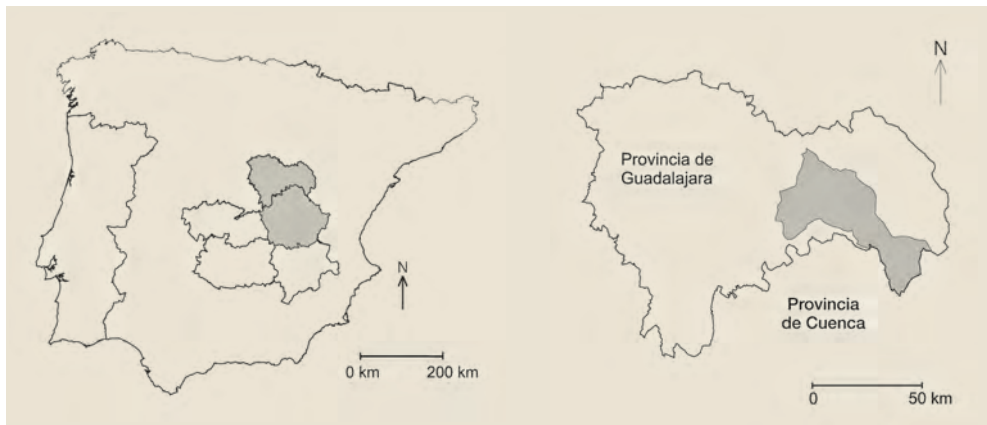 N
0 km 200 km
N
Provincia de
Guadalajara
Provincia
de Cuenca
0 50 km